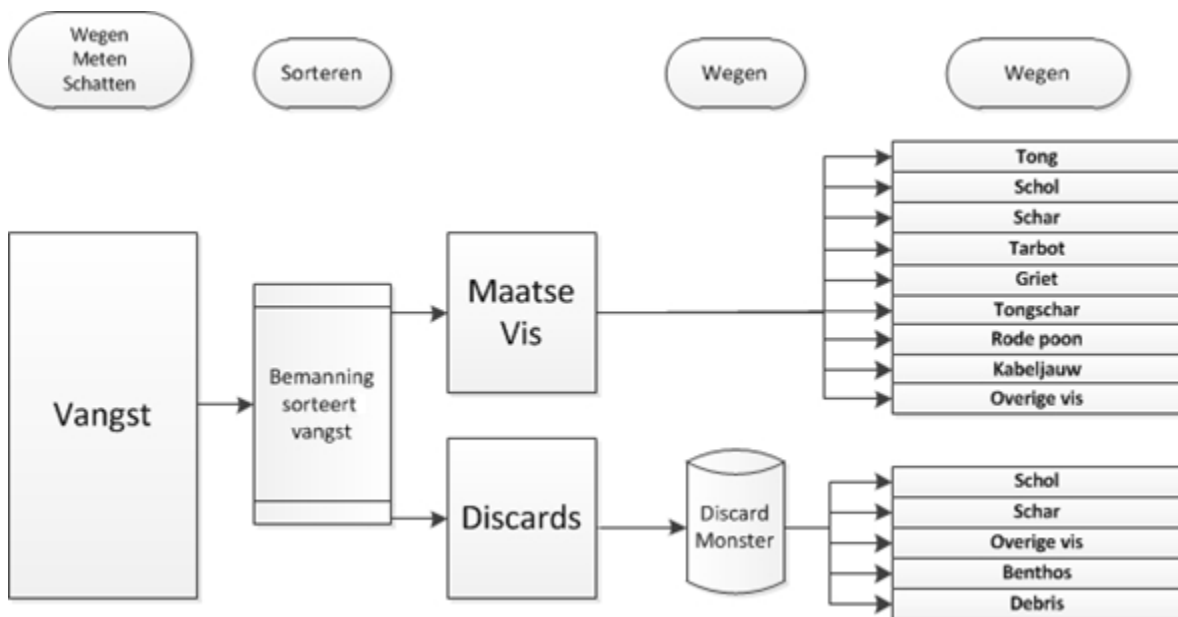 Wegen
Meten
Schatten
Sorteren
Wegen
Wegen
Vangst
Bemanning
sorteert
vangst
Maatse
Vis
Tong
Schol
Schar
Tarbot
Griet
Tongschar
Rode poon
Kabeljauw
Overige vis
Discards
Discard
Monster
Schol
Schar
Overige vis
Benthos
Debris